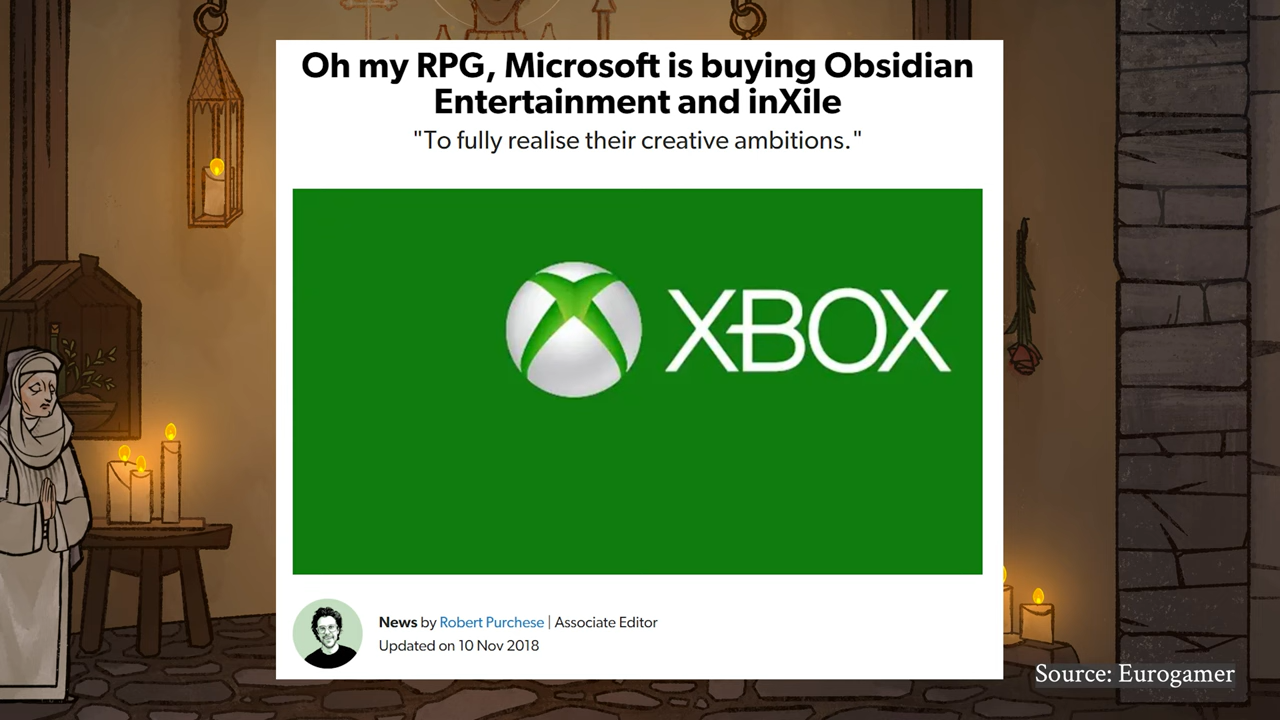 Oh my RPG, Microsoft is buying Obsidian
Entertainment and inXile
"To fully realise their creative ambitions."
XBOX
News by Robert Purchese | Associate Editor
Updated on 10 Nov 2018
Source: Eurogamer